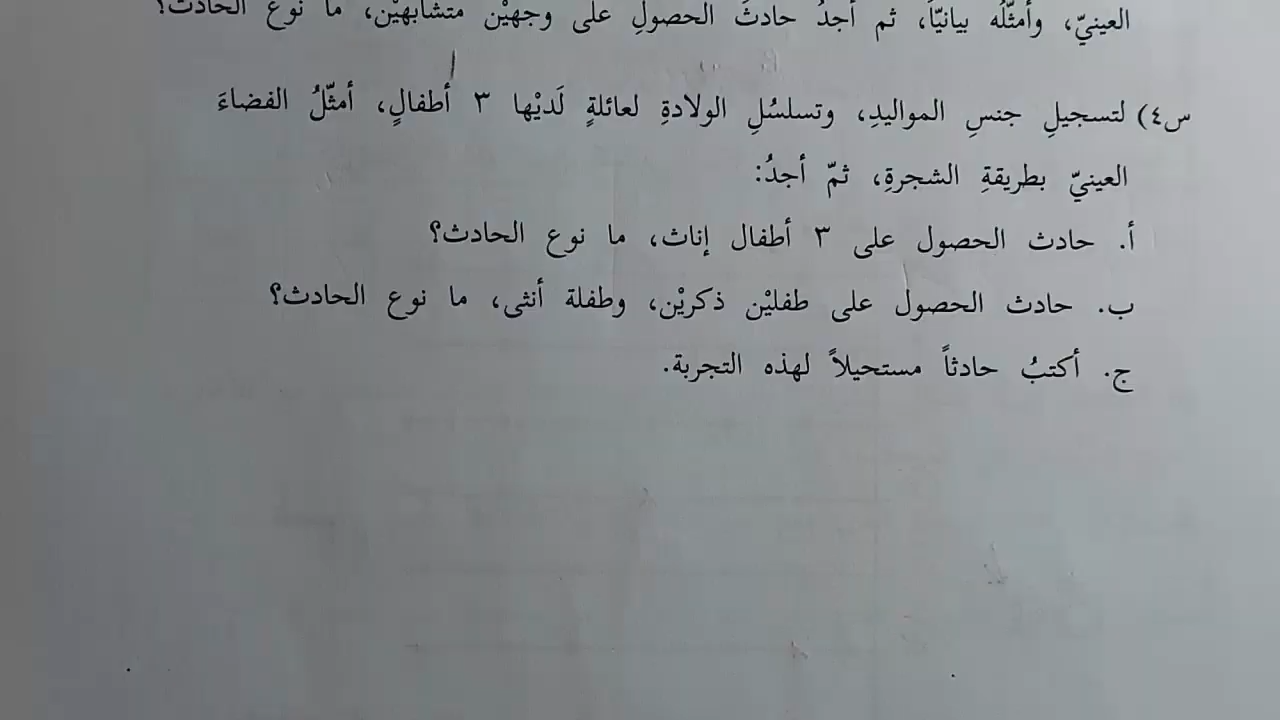 العينيّ، وأمثّلُه بيانيّاً، ثم أجدُ حادثَ الحصولِ على وجهيْن متشابهيْن، ما نوع الحادث؟
س٤) لتسجيلِ جنسِ المواليدِ، وتسلسُلِ الولادةِ لعائلةٍ لَديْها ٣ أطفالٍ، أمثّلُ الفضاءَ
العينيّ بطريقةِ الشجرةِ، ثمّ أجدُ:
أ. حادث الحصول على ٣ أطفال إناث، ما نوع الحادث؟
ب. حادث الحصول على طفليْن ذكريْن، وطفلة أنثى، ما نوع الحادث؟
ج. أكتبُ حادثاً مستحيلاً لهذه التجربة.